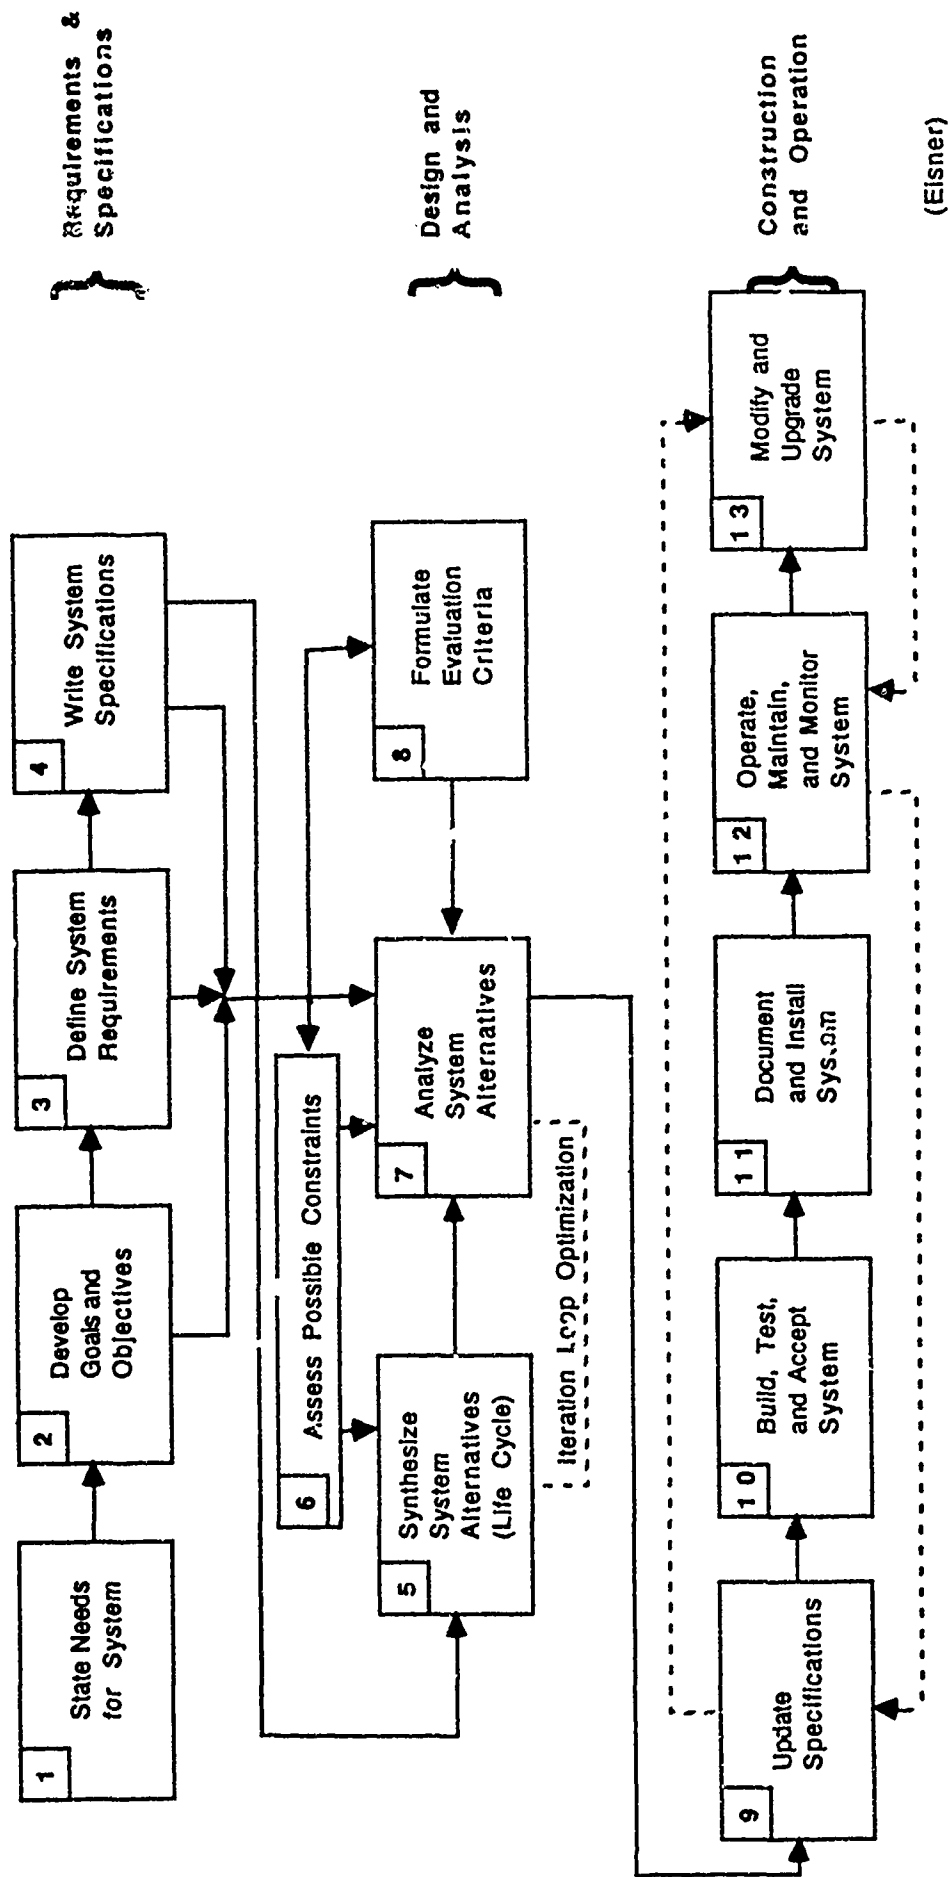 1
State Needs
for System
2
Develop
Goals and
Objectives
3
Define System
Requirements
4
Write System
Specifications
Requirements &
Specifications
6
Assess Possible Constraints
5
Synthesize
System
Alternatives
(Life Cycle)
7
Analyze
System
Alternatives
8
Formulate
Evaluation
Criteria
Design and
Analysis
Iteration Loop Optimization
9
Update
Specifications
10
Build, Test,
and Accept
System
11
Document
and Install
System
12
Operate,
Maintain,
and Monitor
System
13
Modify and
Upgrade
System
Construction
and Operation
(Eisner)